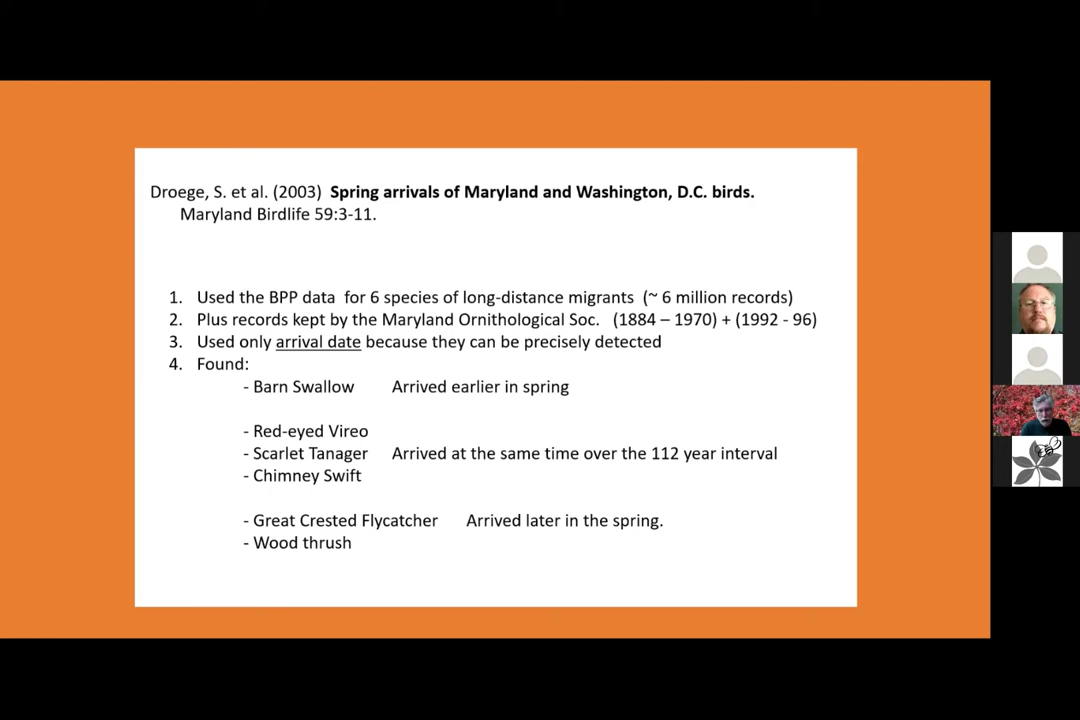 Droege, S. et al. (2003) Spring arrivals of Maryland and Washington, D.C. birds.
Maryland Birdlife 59:3-11.
1. Used the BPP data for 6 species of long-distance migrants (~ 6 million records)
2. Plus records kept by the Maryland Ornithological Soc. (1884 – 1970) + (1992 - 96)
3. Used only arrival date because they can be precisely detected
4. Found:
- Barn Swallow Arrived earlier in spring
- Red-eyed Vireo
- Scarlet Tanager Arrived at the same time over the 112 year interval
- Chimney Swift
- Great Crested Flycatcher Arrived later in the spring.
- Wood thrush